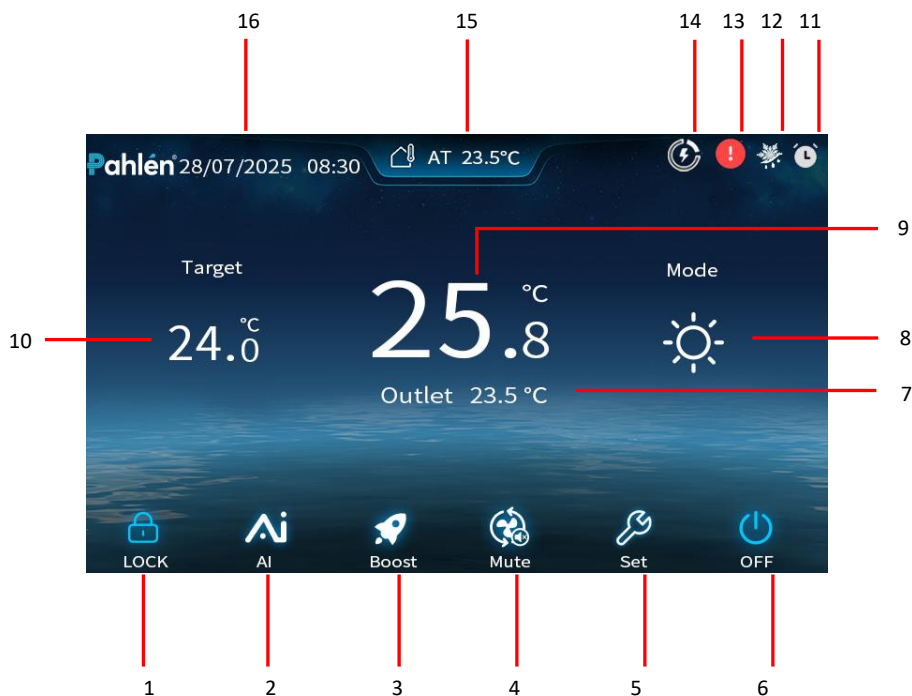 16 15 14 13 12 11
Pahlén 28/07/2025 08:30 AT 23.5°C
9
Target 25.8 °C Mode
10 24.0 °C 8
Outlet 23.5 °C 7
LOCK AI Boost Mute Set OFF
1 2 3 4 5 6